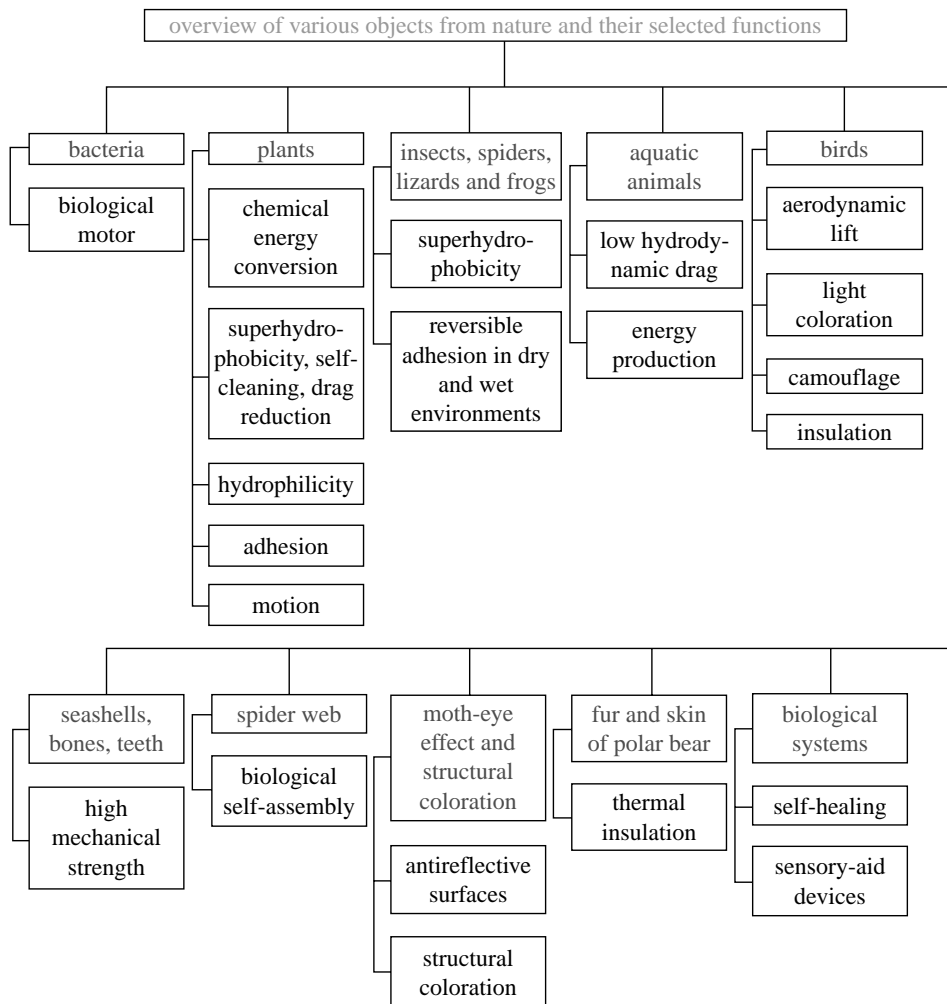 overview of various objects from nature and their selected functions
bacteria
biological
motor
plants
chemical
energy
conversion
superhydro-
phobicity, self-
cleaning, drag
reduction
hydrophilicity
adhesion
motion
insects, spiders,
lizards and frogs
superhydro-
phobicity
reversible
adhesion in dry
and wet
environments
aquatic
animals
low hydrody-
namic drag
energy
production
birds
aerodynamic
lift
light
coloration
camouflage
insulation
seashells,
bones, teeth
high
mechanical
strength
spider web
biological
self-assembly
moth-eye
effect and
structural
coloration
antireflective
surfaces
structural
coloration
fur and skin
of polar bear
thermal
insulation
biological
systems
self-healing
sensory-aid
devices